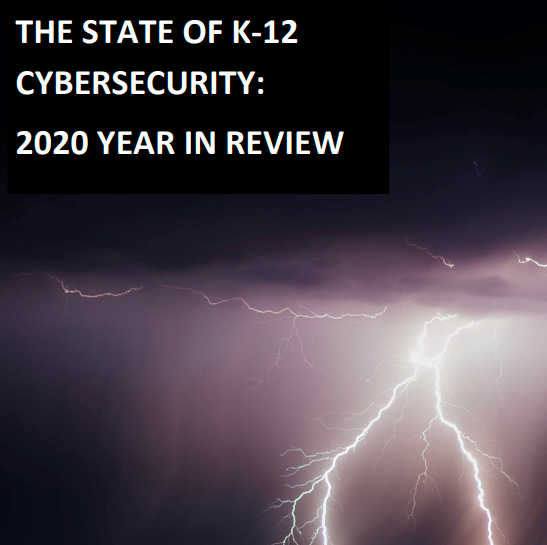 THE STATE OF K-12
CYBERSECURITY:
2020 YEAR IN REVIEW